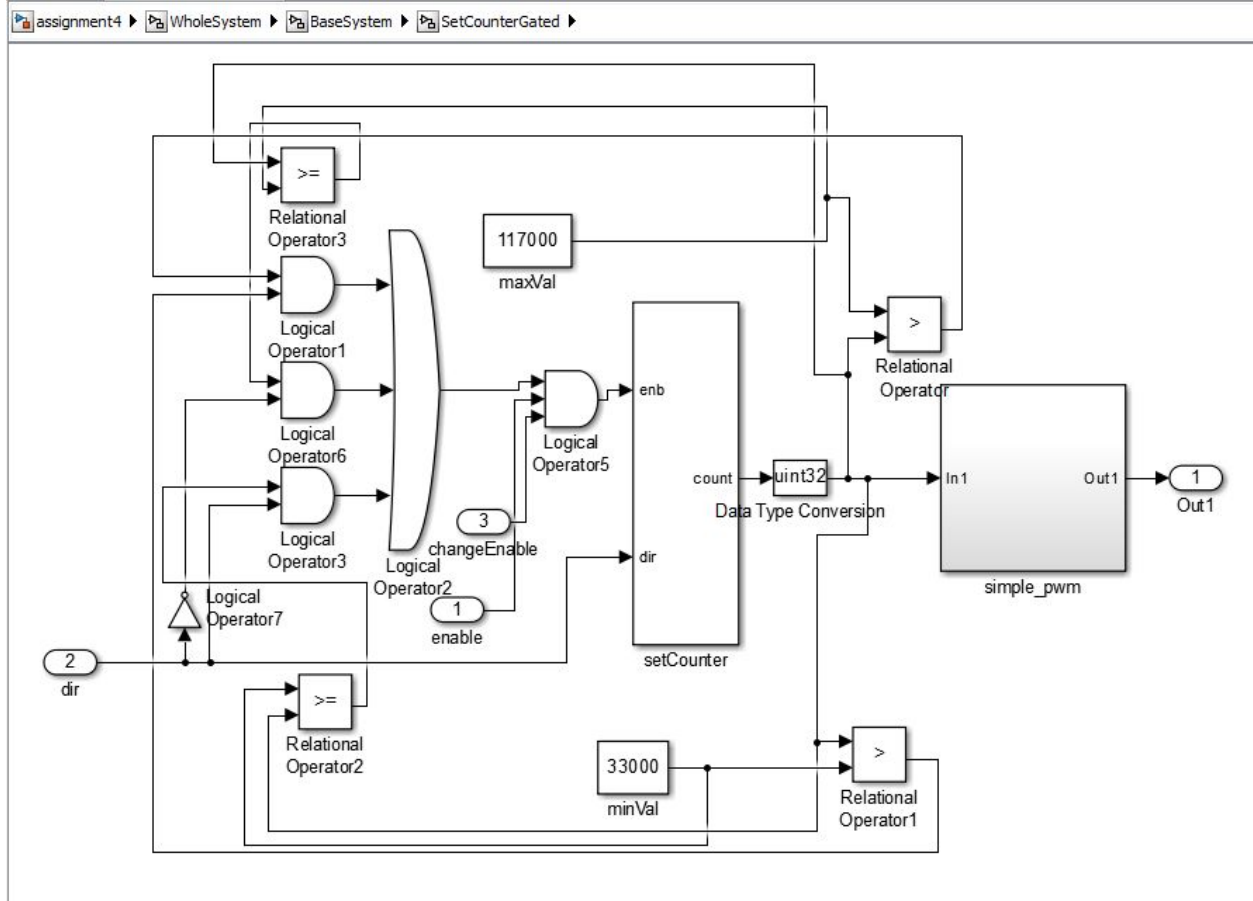 assignment4 WholeSystem BaseSystem SetCounterGated
>=
Relational
Operator3
Logical
Operator1
Logical
Operator6
Logical
Operator3
Logical
Operator7
Logical
Operator2
117000
maxVal
Logical
Operator5
3
changeEnable
1
enable
2
dir
enb
count
dir
setCounter
uint32
Data Type Conversion
>
Relational
Operator
In1
Out1
simple_pwm
1
Out1
>=
Relational
Operator2
33000
minVal
>
Relational
Operator1